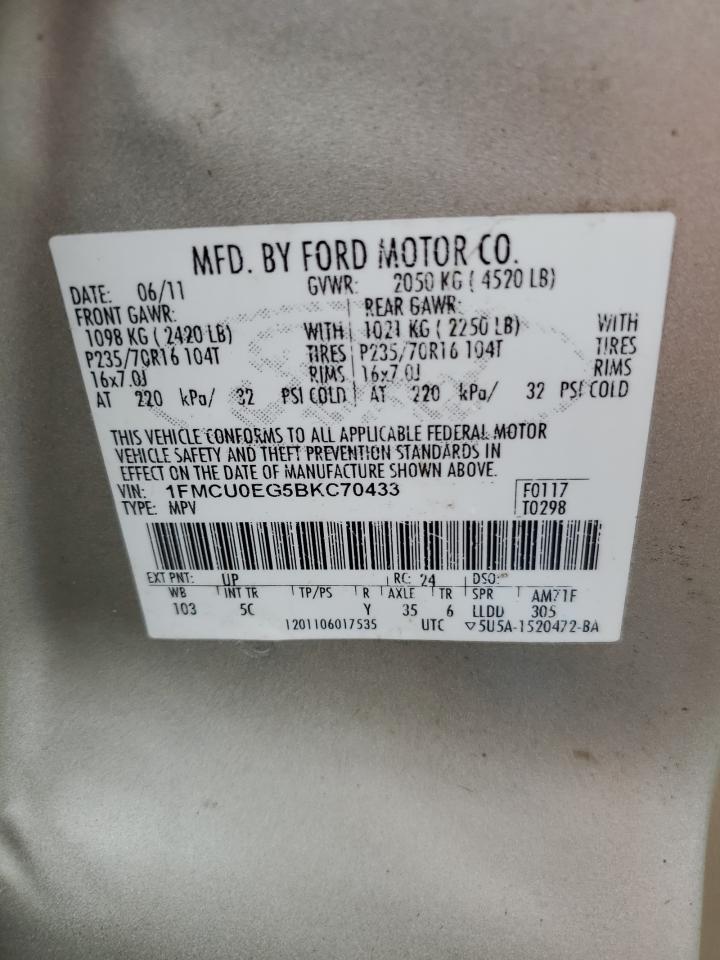 MFD. BY FORD MOTOR CO.
DATE: 06/11 GVWR: 2050 KG ( 4520 LB)
FRONT GAWR: REAR GAWR:
1098 KG ( 2420 LB) WITH 1021 KG ( 2250 LB) WITH
P235/70R16 104T TIRES P235/70R16 104T TIRES
16x7.0J RIMS 16x7.0J RIMS
AT 220 kPa/ 32 PSI COLD AT 220 kPa/ 32 PSI COLD
THIS VEHICLE CONFORMS TO ALL APPLICABLE FEDERAL MOTOR
VEHICLE SAFETY AND THEFT PREVENTION STANDARDS IN
EFFECT ON THE DATE OF MANUFACTURE SHOWN ABOVE.
VIN: 1FMCU0EG5BKC70433 F0117
TYPE: MPV T0298
EXT PNT: UP RC: 24 DSO:
WB INT TR TP/PS R AXLE TR SPR AM71F
103 5C Y 35 6 LLDD 305
1201106017535 UTC ▽5U5A-1520472-BA